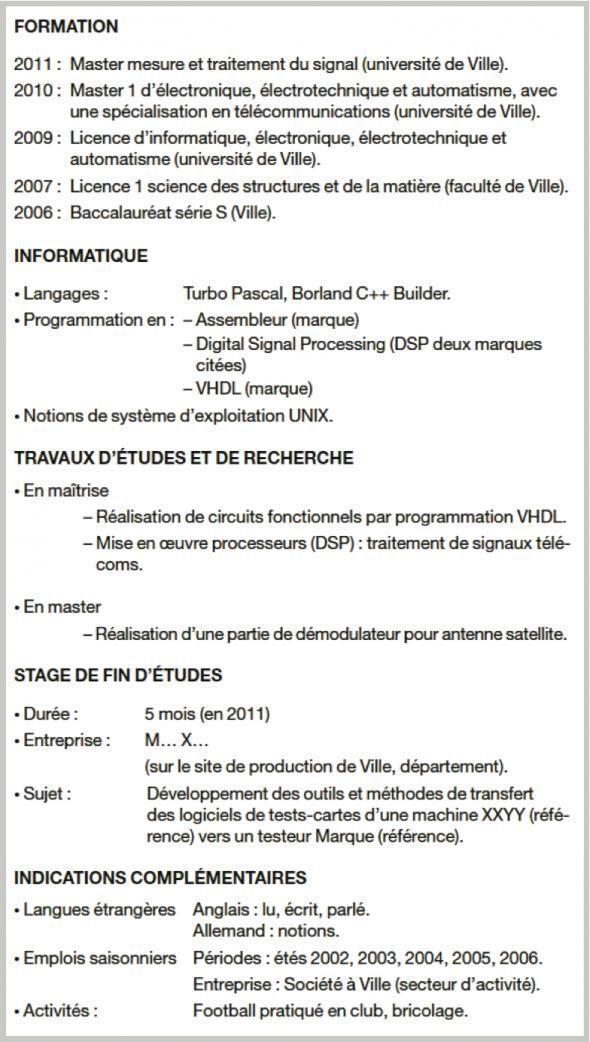 FORMATION
2011 : Master mesure et traitement du signal (université de Ville).
2010 : Master 1 d'électronique, électrotechnique et automatisme, avec
une spécialisation en télécommunications (université de Ville).
2009 : Licence d'informatique, électronique, électrotechnique et
automatisme (université de Ville).
2007 : Licence 1 science des structures et de la matière (faculté de Ville).
2006 : Baccalauréat série S (Ville).
INFORMATIQUE
• Langages : Turbo Pascal, Borland C++ Builder.
• Programmation en : – Assembleur (marque)
– Digital Signal Processing (DSP deux marques
citées)
– VHDL (marque)
• Notions de système d'exploitation UNIX.
TRAVAUX D'ÉTUDES ET DE RECHERCHE
• En maîtrise
– Réalisation de circuits fonctionnels par programmation VHDL.
– Mise en œuvre processeurs (DSP) : traitement de signaux télé-
coms.
• En master
– Réalisation d'une partie de démodulateur pour antenne satellite.
STAGE DE FIN D'ÉTUDES
• Durée : 5 mois (en 2011)
• Entreprise : M… X…
(sur le site de production de Ville, département).
• Sujet : Développement des outils et méthodes de transfert
des logiciels de tests-cartes d'une machine XXYY (réfé-
rence) vers un testeur Marque (référence).
INDICATIONS COMPLÉMENTAIRES
• Langues étrangères Anglais : lu, écrit, parlé.
Allemand : notions.
• Emplois saisonniers Périodes : étés 2002, 2003, 2004, 2005, 2006.
Entreprise : Société à Ville (secteur d'activité).
• Activités : Football pratiqué en club, bricolage.